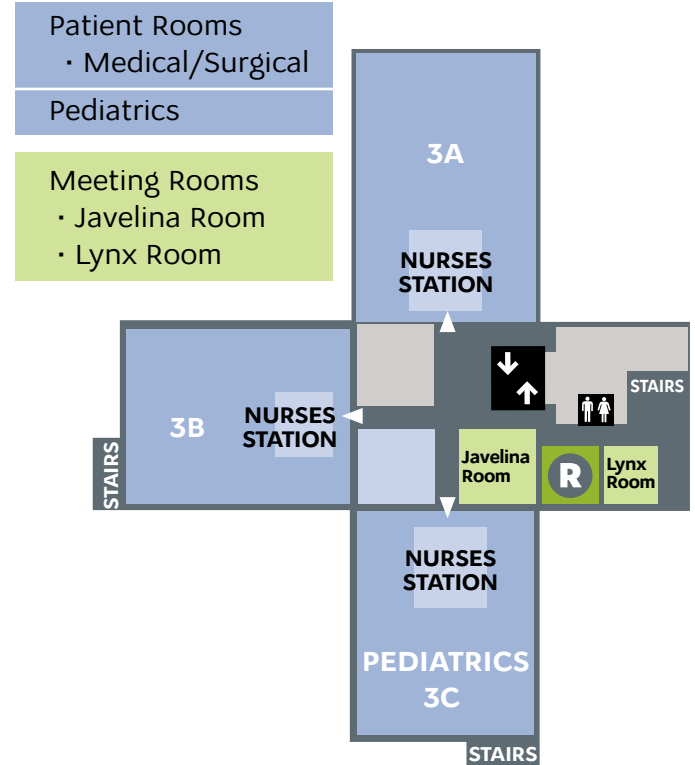 Patient Rooms
· Medical/Surgical
Pediatrics
Meeting Rooms
· Javelina Room
· Lynx Room
3A
NURSES
STATION
3B
NURSES
STATION
STAIRS
STAIRS
Javelina
Room
R
Lynx
Room
NURSES
STATION
PEDIATRICS
3C
STAIRS